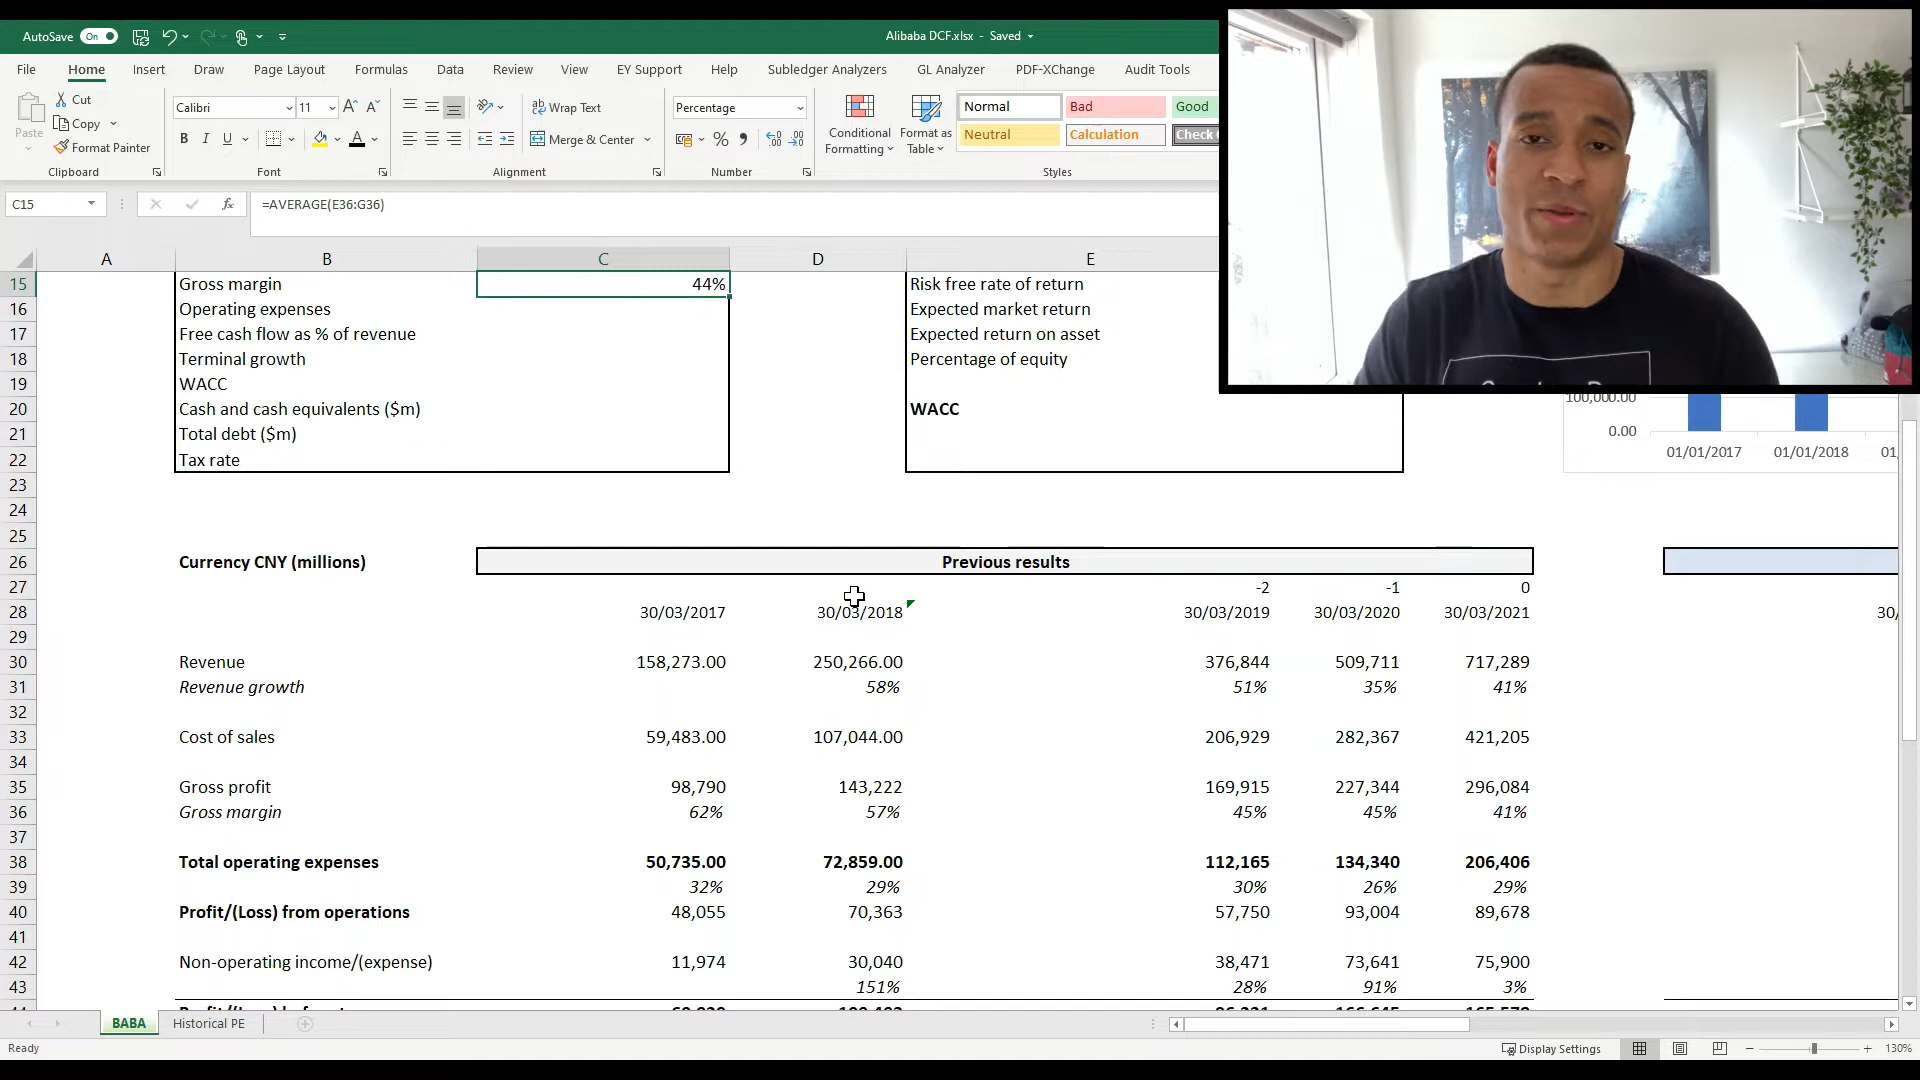 AutoSave On Alibaba DCF.xlsx - Saved
File Home Insert Draw Page Layout Formulas Data Review View EY Support Help Subledger Analyzers GL Analyzer PDF-XChange Audit Tools
Paste
Cut
Copy
Format Painter
Clipboard
Calibri 11
B I U
Font
Wrap Text
Merge & Center
Alignment
Percentage
Number
Conditional Formatting
Format as Table
Normal Bad Good
Neutral Calculation Check
Styles
C15 fx =AVERAGE(E36:G36)
A B C D E
15 Gross margin 44% Risk free rate of return
16 Operating expenses Expected market return
17 Free cash flow as % of revenue Expected return on asset
18 Terminal growth Percentage of equity
19 WACC
20 Cash and cash equivalents ($m) WACC
21 Total debt ($m)
22 Tax rate
100,000.00
0.00
01/01/2017 01/01/2018 01
23
24
25
26 Currency CNY (millions) Previous results
27 -2 -1 0
28 30/03/2017 30/03/2018 30/03/2019 30/03/2020 30/03/2021 30/
29
30 Revenue 158,273.00 250,266.00 376,844 509,711 717,289
31 Revenue growth 58% 51% 35% 41%
32
33 Cost of sales 59,483.00 107,044.00 206,929 282,367 421,205
34
35 Gross profit 98,790 143,222 169,915 227,344 296,084
36 Gross margin 62% 57% 45% 45% 41%
37
38 Total operating expenses 50,735.00 72,859.00 112,165 134,340 206,406
39 32% 29% 30% 26% 29%
40 Profit/(Loss) from operations 48,055 70,363 57,750 93,004 89,678
41
42 Non-operating income/(expense) 11,974 30,040 38,471 73,641 75,900
43 151% 28% 91% 3%
BABA Historical PE
Ready Display Settings 130%